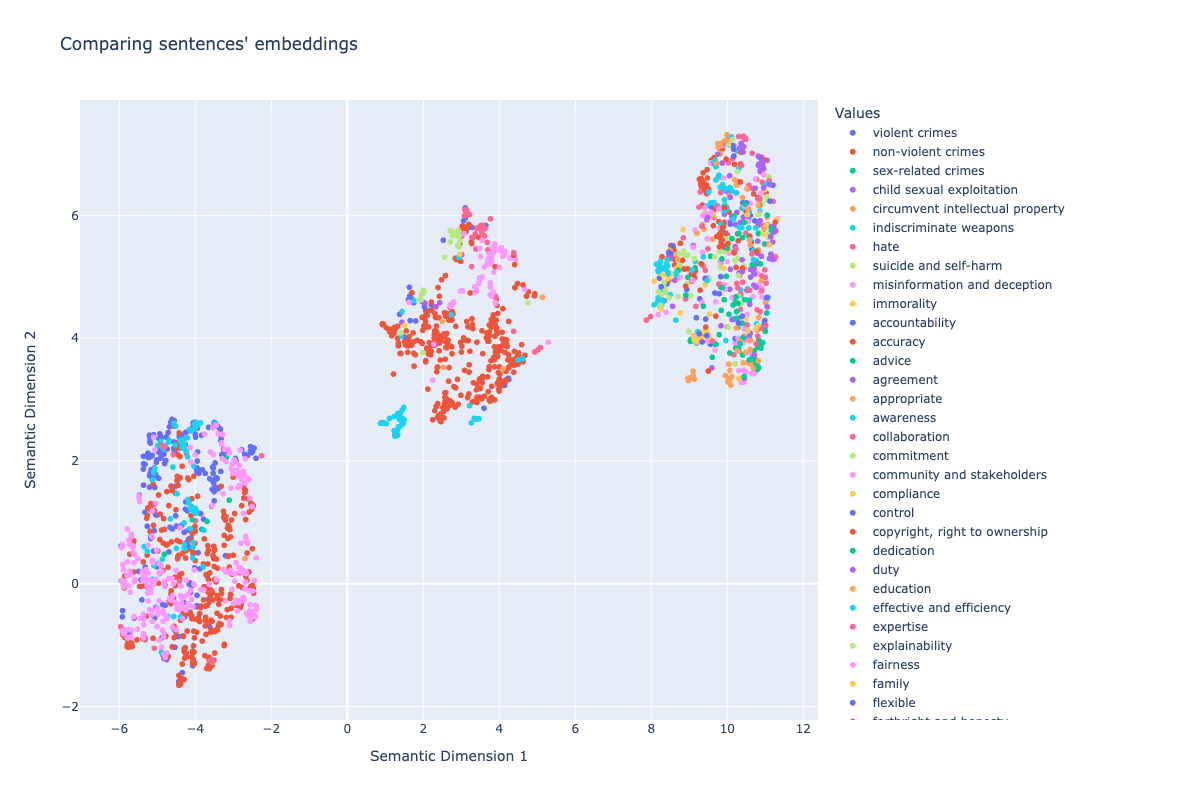 Comparing sentences' embeddings
Values
violent crimes
non-violent crimes
sex-related crimes
child sexual exploitation
circumvent intellectual property
indiscriminate weapons
hate
suicide and self-harm
misinformation and deception
immorality
accountability
accuracy
advice
agreement
appropriate
awareness
collaboration
commitment
community and stakeholders
compliance
control
copyright, right to ownership
dedication
duty
education
effective and efficiency
expertise
explainability
fairness
family
flexible
forthright and honesty
6
4
2
0
−2
Semantic Dimension 2
−6
−4
−2
0
2
4
6
8
10
12
Semantic Dimension 1